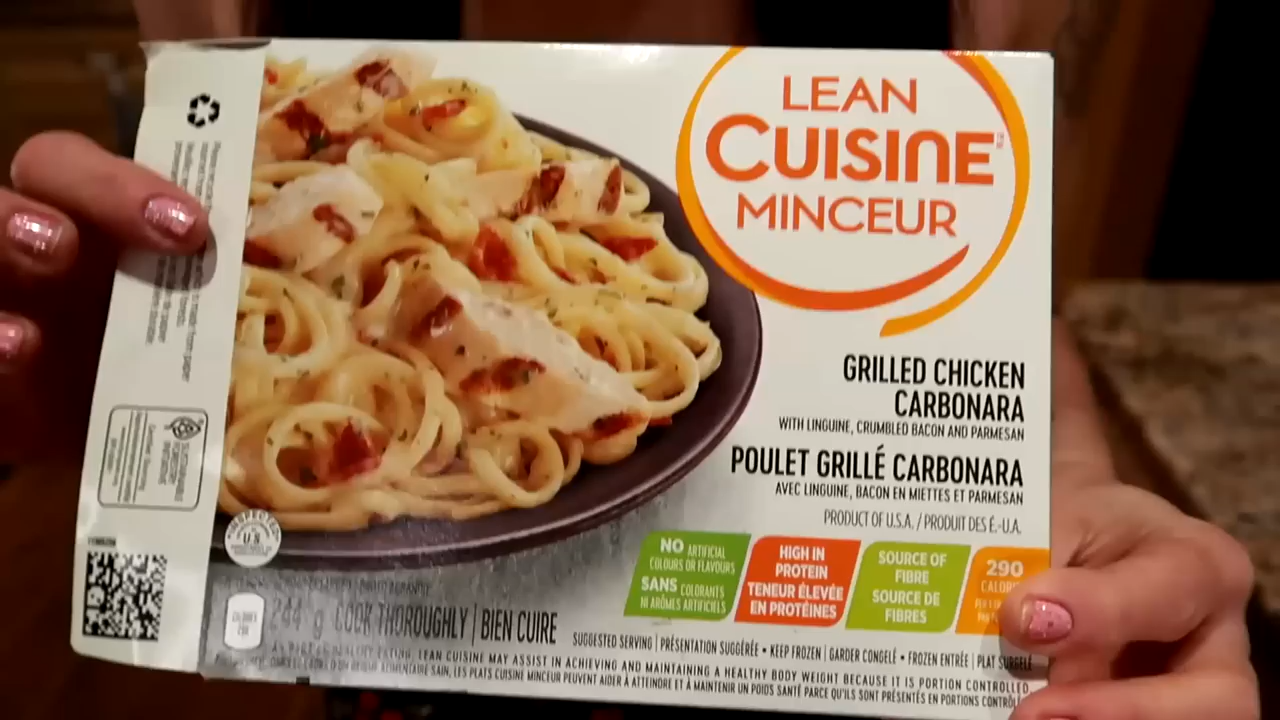 LEAN
CUISINE
MINCEUR
GRILLED CHICKEN
CARBONARA
WITH LINGUINE, CRUMBLED BACON AND PARMESAN
POULET GRILLÉ CARBONARA
AVEC LINGUINE, BACON EN MIETTES ET PARMESAN
PRODUCT OF U.S.A. / PRODUIT DES É.-U.A.
NO ARTIFICIAL
COLOURS OR FLAVOURS
SANS COLORANTS
NI ARÔMES ARTIFICIELS
HIGH IN
PROTEIN
TENEUR ÉLEVÉE
EN PROTÉINES
SOURCE OF
FIBRE
SOURCE DE
FIBRES
290
244 g COOK THOROUGHLY | BIEN CUIRE
SUGGESTED SERVING | PRÉSENTATION SUGGÉRÉE • KEEP FROZEN | GARDER CONGELÉ • FROZEN ENTRÉE | PLAT SURGELÉ
LEAN CUISINE MAY ASSIST IN ACHIEVING AND MAINTAINING A HEALTHY BODY WEIGHT BECAUSE IT IS PORTION CONTROLLED
ALIMENTAIRE SAIN, LES PLATS CUISINE MINCEUR PEUVENT AIDER À ATTEINDRE ET À MAINTENIR UN POIDS SANTÉ PARCE QU'ILS SONT PRÉSENTÉS EN PORTIONS
SUSTAINABLE
FORESTRY
INITIATIVE
U.S.